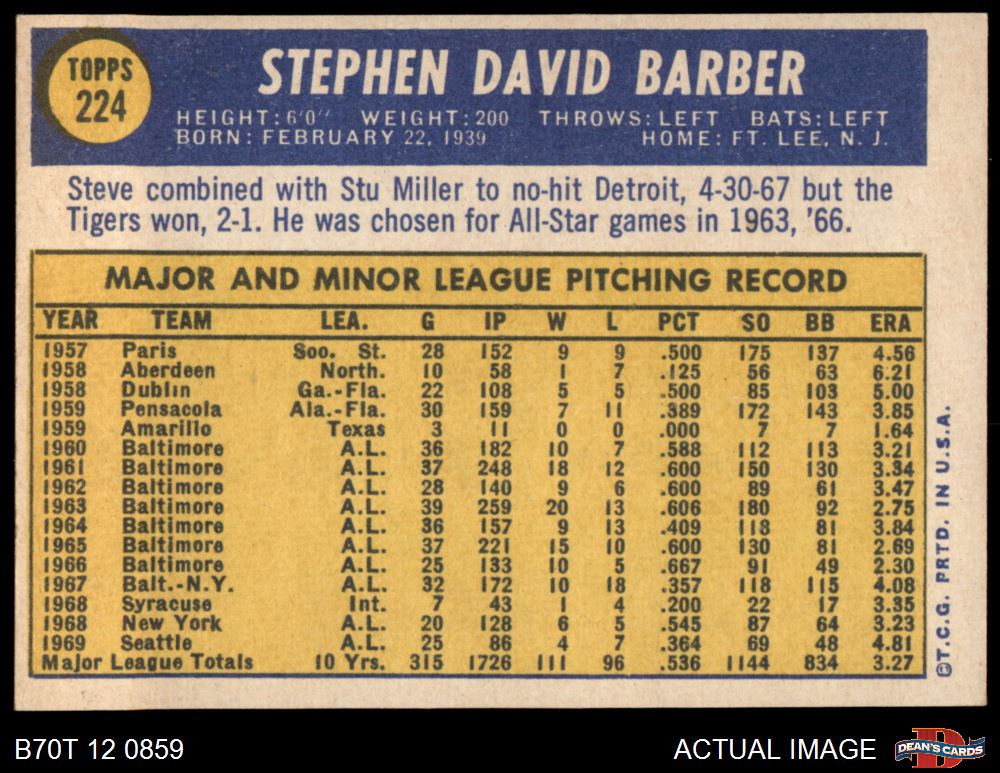 TOPPS
224
STEPHEN DAVID BARBER
HEIGHT: 6'0'' WEIGHT: 200 THROWS: LEFT BATS: LEFT
BORN: FEBRUARY 22, 1939 HOME: FT. LEE, N. J.
Steve combined with Stu Miller to no-hit Detroit, 4-30-67 but the
Tigers won, 2-1. He was chosen for All-Star games in 1963, '66.
MAJOR AND MINOR LEAGUE PITCHING RECORD
YEAR TEAM LEA. G IP W L PCT SO BB ERA
1957 Paris Soo. St. 28 152 9 9 .500 175 137 4.56
1958 Aberdeen North. 10 58 1 7 .125 56 63 6.21
1958 Dublin Ga.-Fla. 22 108 5 5 .500 85 103 5.00
1959 Pensacola Ala.-Fla. 30 159 7 11 .389 172 143 3.85
1959 Amarillo Texas 3 11 0 0 .000 7 7 1.64
1960 Baltimore A.L. 36 182 10 7 .588 112 113 3.21
1961 Baltimore A.L. 37 248 18 12 .600 150 130 3.34
1962 Baltimore A.L. 28 140 9 6 .600 89 61 3.47
1963 Baltimore A.L. 39 259 20 13 .606 180 92 2.75
1964 Baltimore A.L. 36 157 9 13 .409 118 81 3.84
1965 Baltimore A.L. 37 221 15 10 .600 130 81 2.69
1966 Baltimore A.L. 25 133 10 5 .667 91 49 2.30
1967 Balt.-N.Y. A.L. 32 172 10 18 .357 118 115 4.08
1968 Syracuse Int. 7 43 1 4 .200 22 17 3.35
1968 New York A.L. 20 128 6 5 .545 87 64 3.23
1969 Seattle A.L. 25 86 4 7 .364 69 48 4.81
Major League Totals 10 Yrs. 315 1726 111 96 .536 1144 834 3.27
©T.C.G. PRTD. IN U.S.A.
B70T 12 0859 ACTUAL IMAGE
DEAN'S CARDS